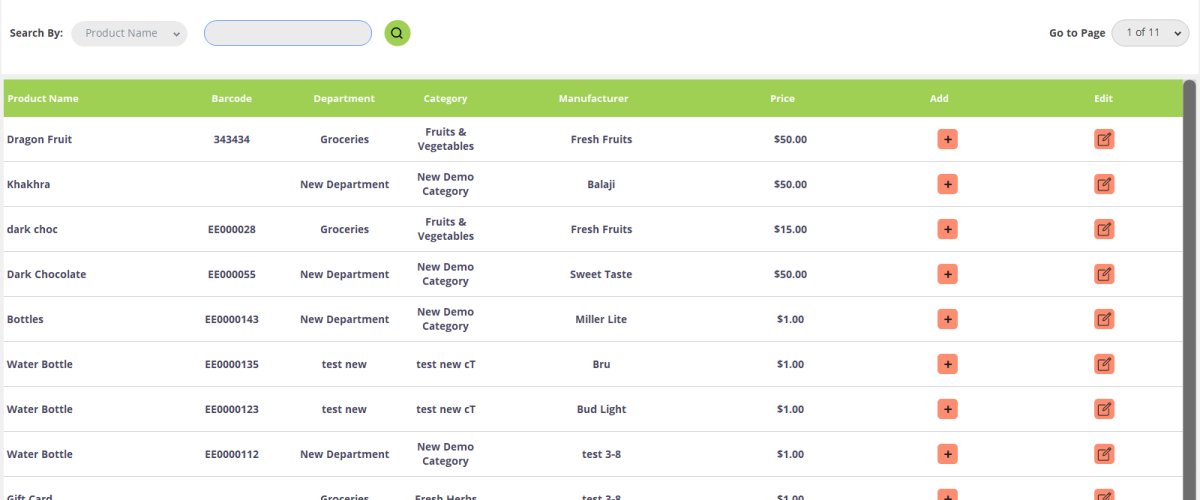 Search By: Product Name Go to Page 1 of 11
Product Name Barcode Department Category Manufacturer Price Add Edit
Dragon Fruit 343434 Groceries Fruits & Vegetables Fresh Fruits $50.00
Khakhra New Department New Demo Category Balaji $50.00
dark choc EE000028 Groceries Fruits & Vegetables Fresh Fruits $15.00
Dark Chocolate EE000055 New Department New Demo Category Sweet Taste $50.00
Bottles EE0000143 New Department New Demo Category Miller Lite $1.00
Water Bottle EE0000135 test new test new cT Bru $1.00
Water Bottle EE0000123 test new test new cT Bud Light $1.00
Water Bottle EE0000112 New Department New Demo Category test 3-8 $1.00
Gift Card Groceries Fresh Herbs test 3-8 $1.00